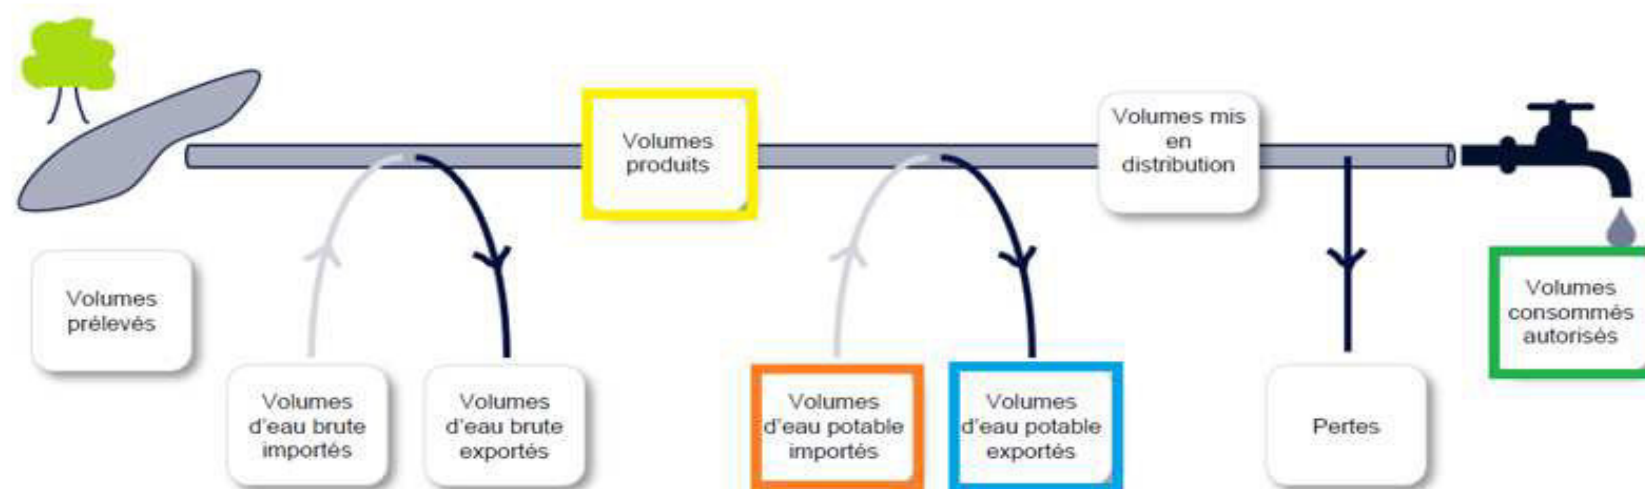 Volumes
prélevés
Volumes
d'eau brute
importés
Volumes
d'eau brute
exportés
Volumes
produits
Volumes
d'eau potable
importés
Volumes
d'eau potable
exportés
Volumes mis
en
distribution
Pertes
Volumes
consommés
autorisés